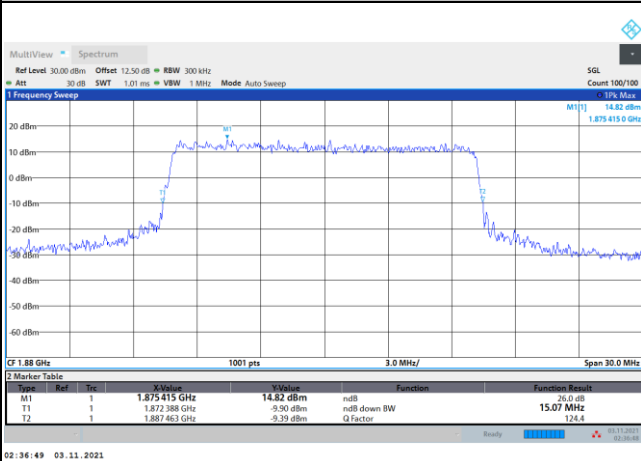 MultiView Spectrum
Ref Level 30.00 dBm Offset 12.50 dB RBW 300 kHz SGL
Att 30 dB SWT 1.01 ms VBW 1 MHz Mode Auto Sweep Count 100/100
1 Frequency Sweep 1Pk Max
M1[1] 14.82 dBm
1.875 415 0 GHz
M1
20 dBm
10 dBm
0 dBm
T1 T2
-10 dBm
-20 dBm
-30 dBm
-40 dBm
-50 dBm
-60 dBm
CF 1.88 GHz 1001 pts 3.0 MHz/ Span 30.0 MHz
2 Marker Table
Type Ref Trc X-Value Y-Value Function Function Result
M1 1 1.875 415 GHz 14.82 dBm ndB 26.0 dB
T1 1 1.872 388 GHz -9.90 dBm ndB down BW 15.07 MHz
T2 1 1.887 463 GHz -9.39 dBm Q Factor 124.4
Ready 03.11.2021
02:36:48
02:36:49 03.11.2021